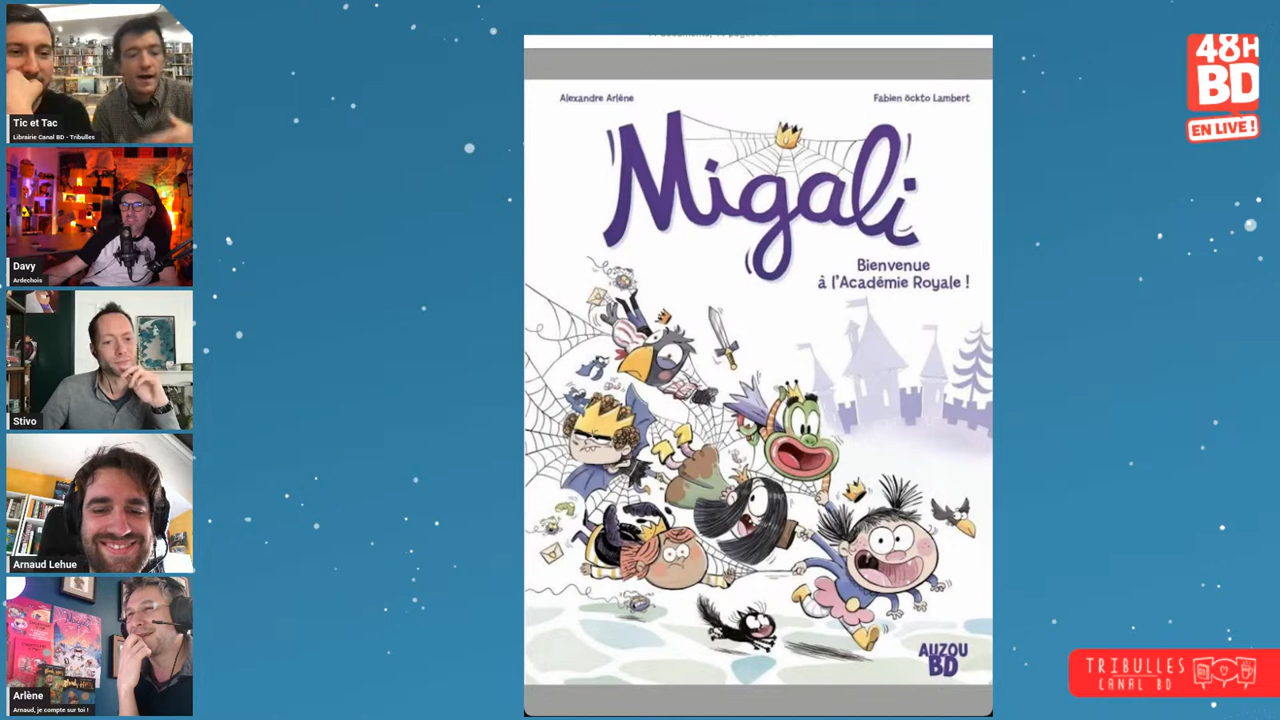 Tic et Tac
Librairie Canal BD - Tribulles
Davy
Ardechois
Stivo
Arnaud Lehue
Arlène
Arnaud, je compte sur toi !
Alexandre Arlène
Fabien öckto Lambert
Migali
Bienvenue
à l'Académie Royale !
AUZOU
BD
48H
BD
EN LIVE !
TRIBULLES
CANAL BD